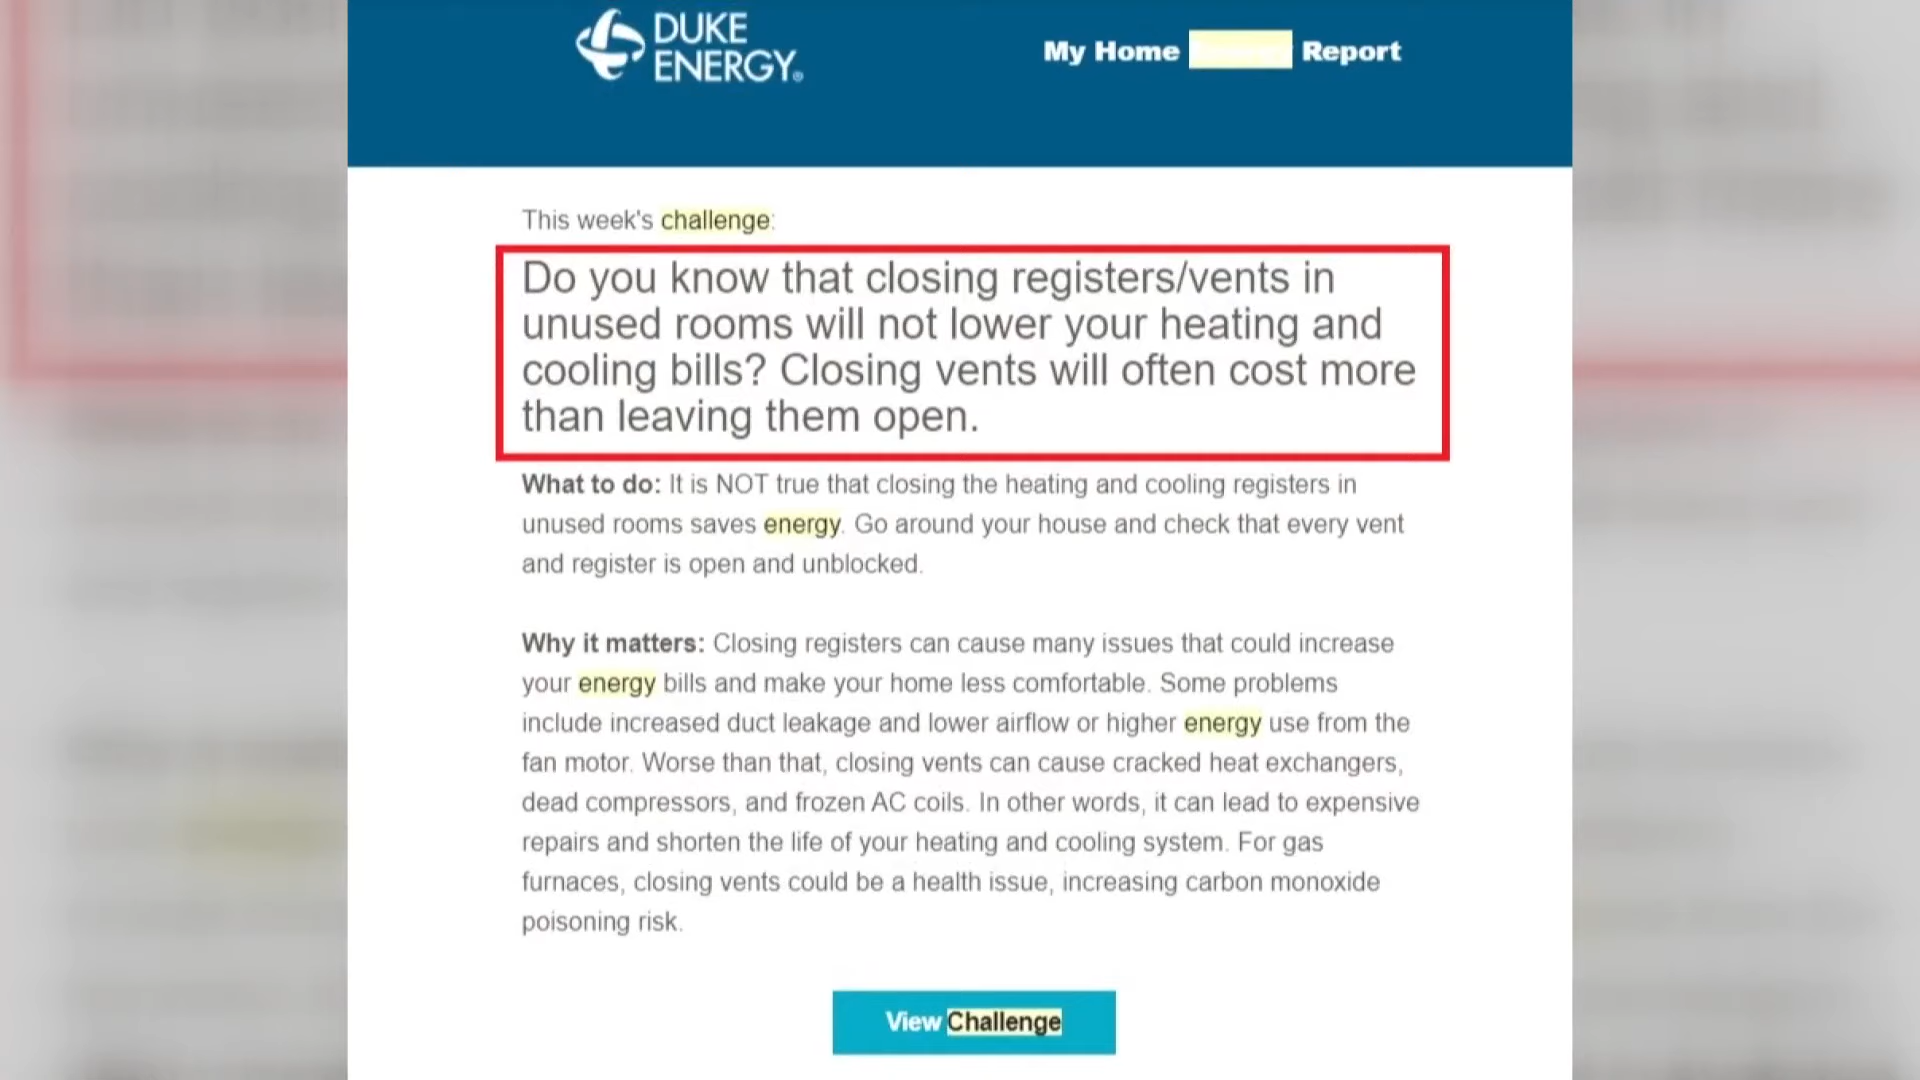 DUKE
ENERGY®
My Home Report
This week's challenge:
Do you know that closing registers/vents in
unused rooms will not lower your heating and
cooling bills? Closing vents will often cost more
than leaving them open.
What to do: It is NOT true that closing the heating and cooling registers in
unused rooms saves energy. Go around your house and check that every vent
and register is open and unblocked.
Why it matters: Closing registers can cause many issues that could increase
your energy bills and make your home less comfortable. Some problems
include increased duct leakage and lower airflow or higher energy use from the
fan motor. Worse than that, closing vents can cause cracked heat exchangers,
dead compressors, and frozen AC coils. In other words, it can lead to expensive
repairs and shorten the life of your heating and cooling system. For gas
furnaces, closing vents could be a health issue, increasing carbon monoxide
poisoning risk.
View Challenge